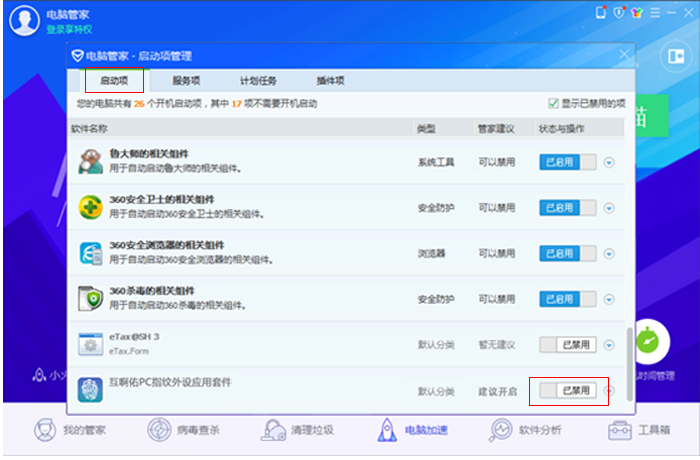 电脑管家
登录享特权
电脑管家 - 启动项管理
启动项 服务项 计划任务 插件项
您的电脑共有 26 个开机启动项，其中 17 项不需要开机启动 显示已禁用的项
软件名称 类型 管家建议 状态与操作
鲁大师的相关组件
用于自动启动鲁大师的相关组件。
系统工具 可以禁用 已启用
360安全卫士的相关组件
用于自动启动360安全卫士的相关组件。
安全防护 可以禁用 已启用
360安全浏览器的相关组件
用于自动启动360安全浏览器的相关组件。
浏览器 可以禁用 已启用
360杀毒的相关组件
用于自动启动360杀毒的相关组件。
安全防护 可以禁用 已启用
eTax@SH 3
eTax.Form
默认分类 暂无建议 已禁用
互啊佑PC指纹外设应用套件
默认分类 建议开启 已禁用
小火
时间管理
我的管家 病毒查杀 清理垃圾 电脑加速 软件分析 工具箱